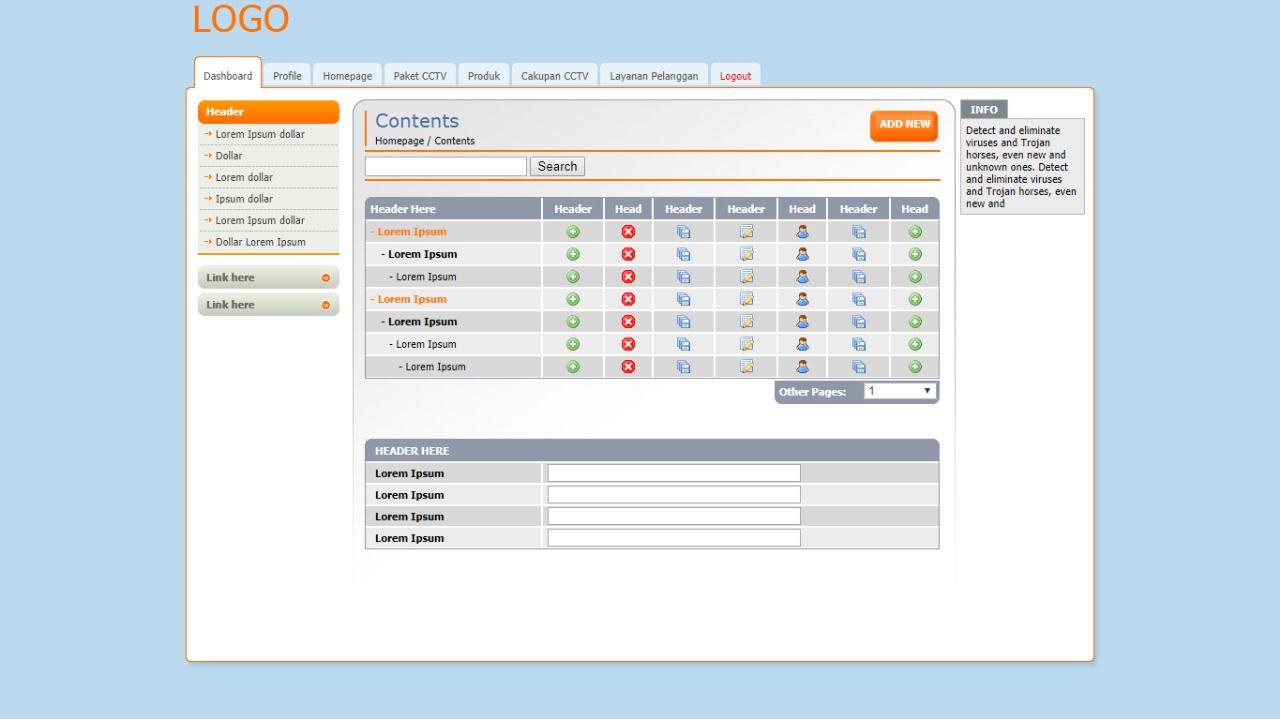 LOGO
Dashboard Profile Homepage Paket CCTV Produk Cakupan CCTV Layanan Pelanggan Logout
Header
Lorem Ipsum dollar
Dollar
Lorem dollar
Ipsum dollar
Lorem Ipsum dollar
Dollar Lorem Ipsum
Link here
Link here
Contents
Homepage / Contents
ADD NEW
Search
Header Here Header Head Header Header Head Header Head
- Lorem Ipsum
- Lorem Ipsum
- Lorem Ipsum
- Lorem Ipsum
- Lorem Ipsum
- Lorem Ipsum
- Lorem Ipsum
Other Pages: 1
HEADER HERE
Lorem Ipsum
Lorem Ipsum
Lorem Ipsum
Lorem Ipsum
INFO
Detect and eliminate
viruses and Trojan
horses, even new and
unknown ones. Detect
and eliminate viruses
and Trojan horses, even
new and